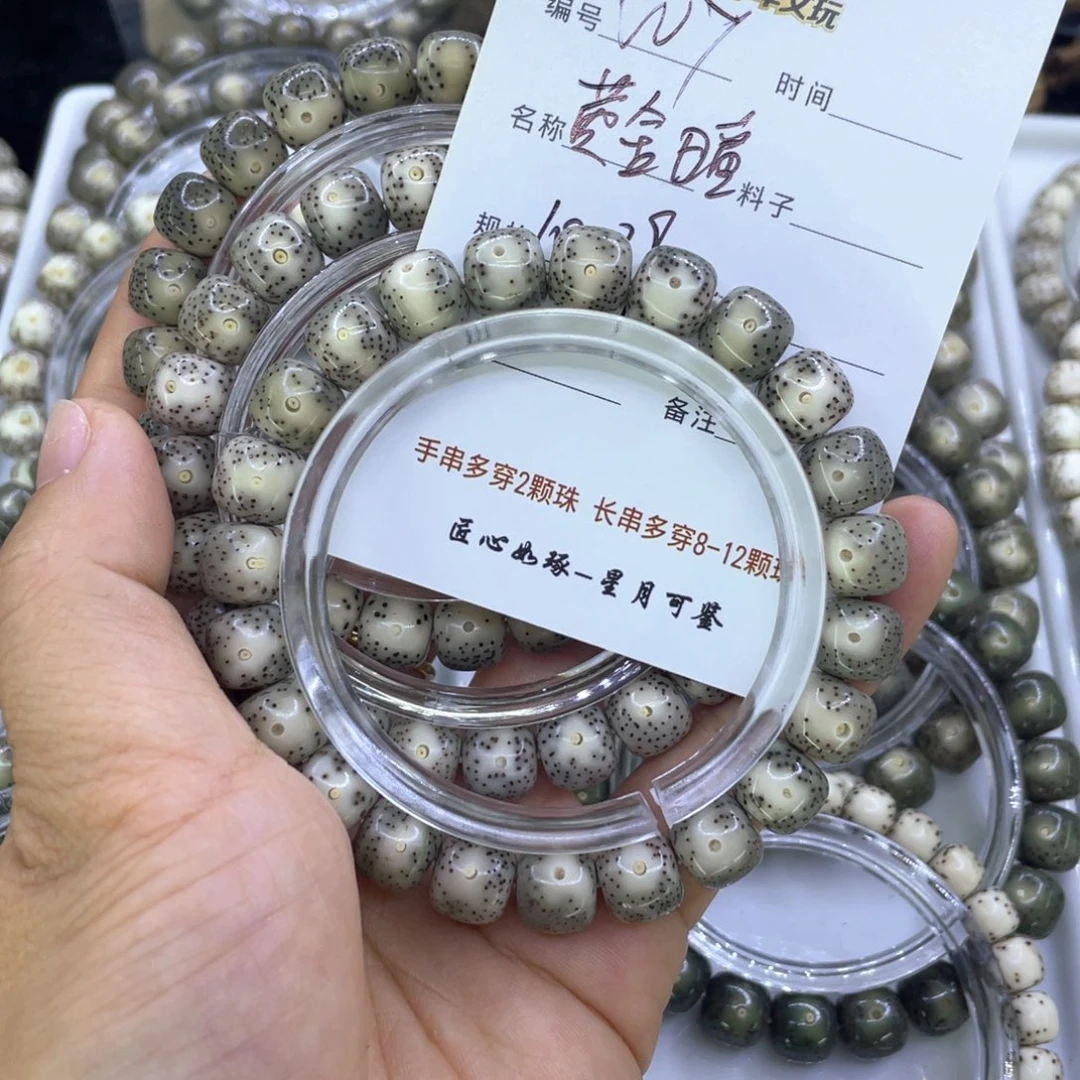 文玩
编号
时间
名称 黄金瞳
料子
备注
手串多穿2颗珠 长串多穿8-12颗珠
匠心如琢一星月可鉴